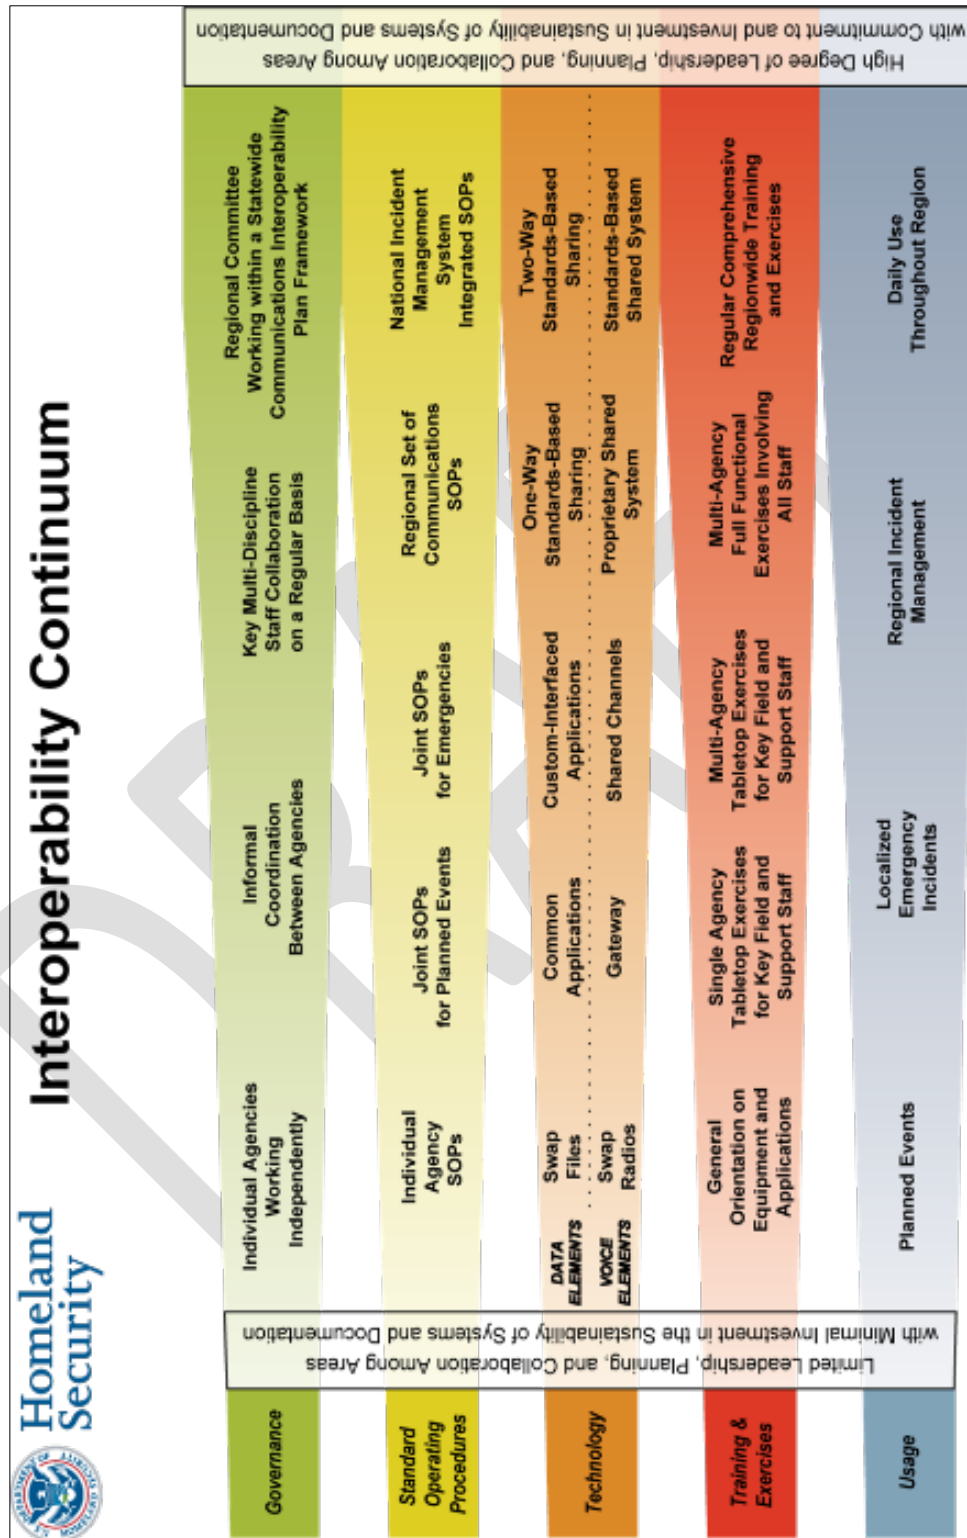 Homeland
Security
Interoperability Continuum
Limited Leadership, Planning, and Collaboration Among Areas
with Minimal Investment in the Sustainability of Systems and Documentation
High Degree of Leadership, Planning, and Collaboration Among Areas
with Commitment to and Investment in Sustainability of Systems and Documentation
Governance
Individual Agencies
Working
Independently
Informal
Coordination
Between Agencies
Key Multi-Discipline
Staff Collaboration
on a Regular Basis
Regional Committee
Working within a Statewide
Communications Interoperability
Plan Framework
Standard
Operating
Procedures
Individual
Agency
SOPs
Joint SOPs
for Planned Events
Joint SOPs
for Emergencies
Regional Set of
Communications
SOPs
National Incident
Management
System
Integrated SOPs
Technology
DATA
ELEMENTS
Swap
Files
Common
Applications
Custom-Interfaced
Applications
One-Way
Standards-Based
Sharing
Two-Way
Standards-Based
Sharing
VOICE
ELEMENTS
Swap
Radios
Gateway
Shared Channels
Proprietary Shared
System
Standards-Based
Shared System
Training &
Exercises
General
Orientation on
Equipment and
Applications
Single Agency
Tabletop Exercises
for Key Field and
Support Staff
Multi-Agency
Tabletop Exercises
for Key Field and
Support Staff
Multi-Agency
Full Functional
Exercises Involving
All Staff
Regular Comprehensive
Regionwide Training
and Exercises
Usage
Planned Events
Localized
Emergency
Incidents
Regional Incident
Management
Daily Use
Throughout Region
DRAFT